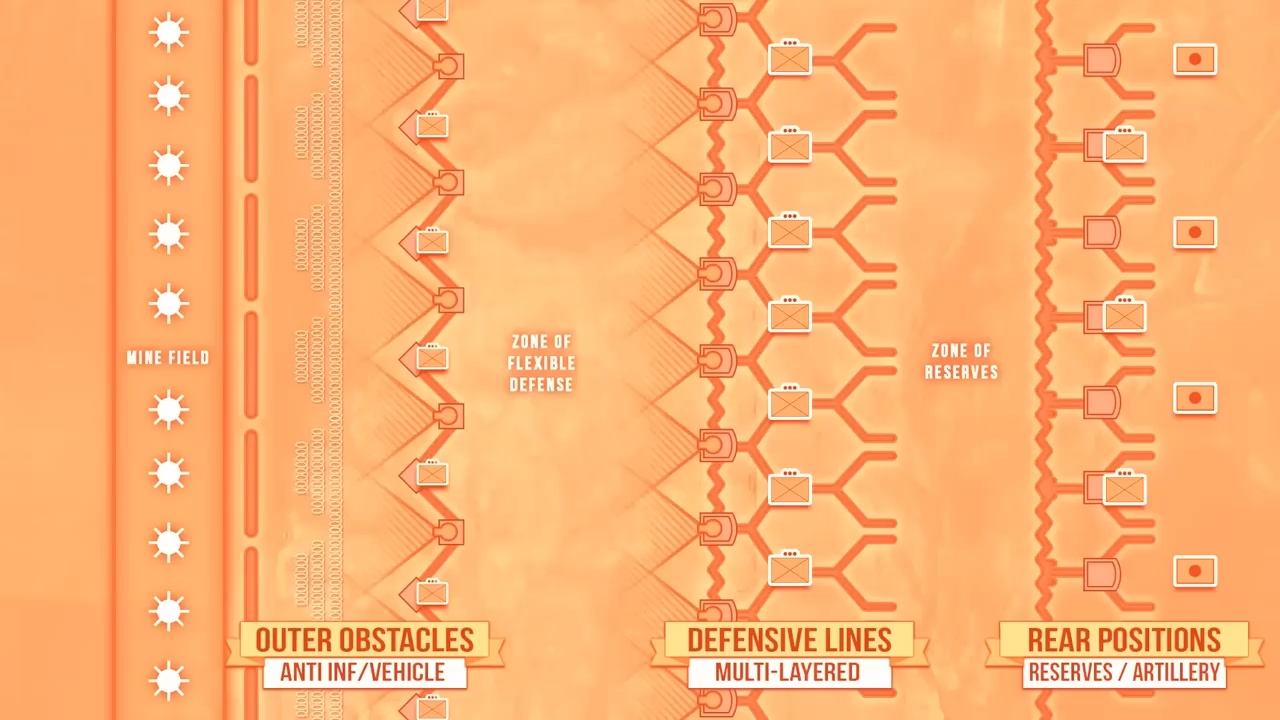 MINE FIELD
ZONE OF
FLEXIBLE
DEFENSE
ZONE OF
RESERVES
OUTER OBSTACLES
ANTI INF/VEHICLE
DEFENSIVE LINES
MULTI-LAYERED
REAR POSITIONS
RESERVES / ARTILLERY